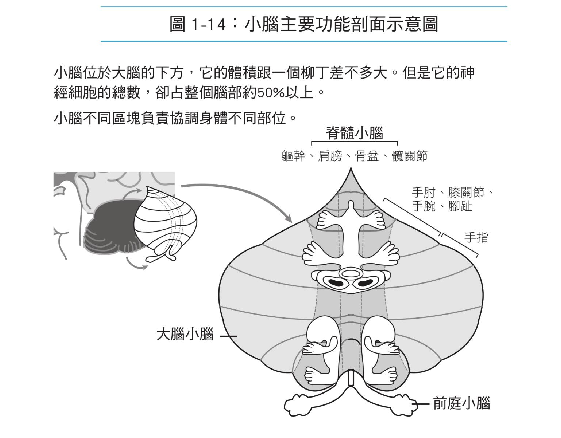 圖 1-14：小腦主要功能剖面示意圖
小腦位於大腦的下方，它的體積跟一個柳丁差不多大。但是它的神
經細胞的總數，卻占整個腦部約50%以上。
小腦不同區塊負責協調身體不同部位。
脊髓小腦
軀幹、肩膀、骨盆、髖關節
手肘、膝關節、
手腕、腳趾
手指
大腦小腦
前庭小腦